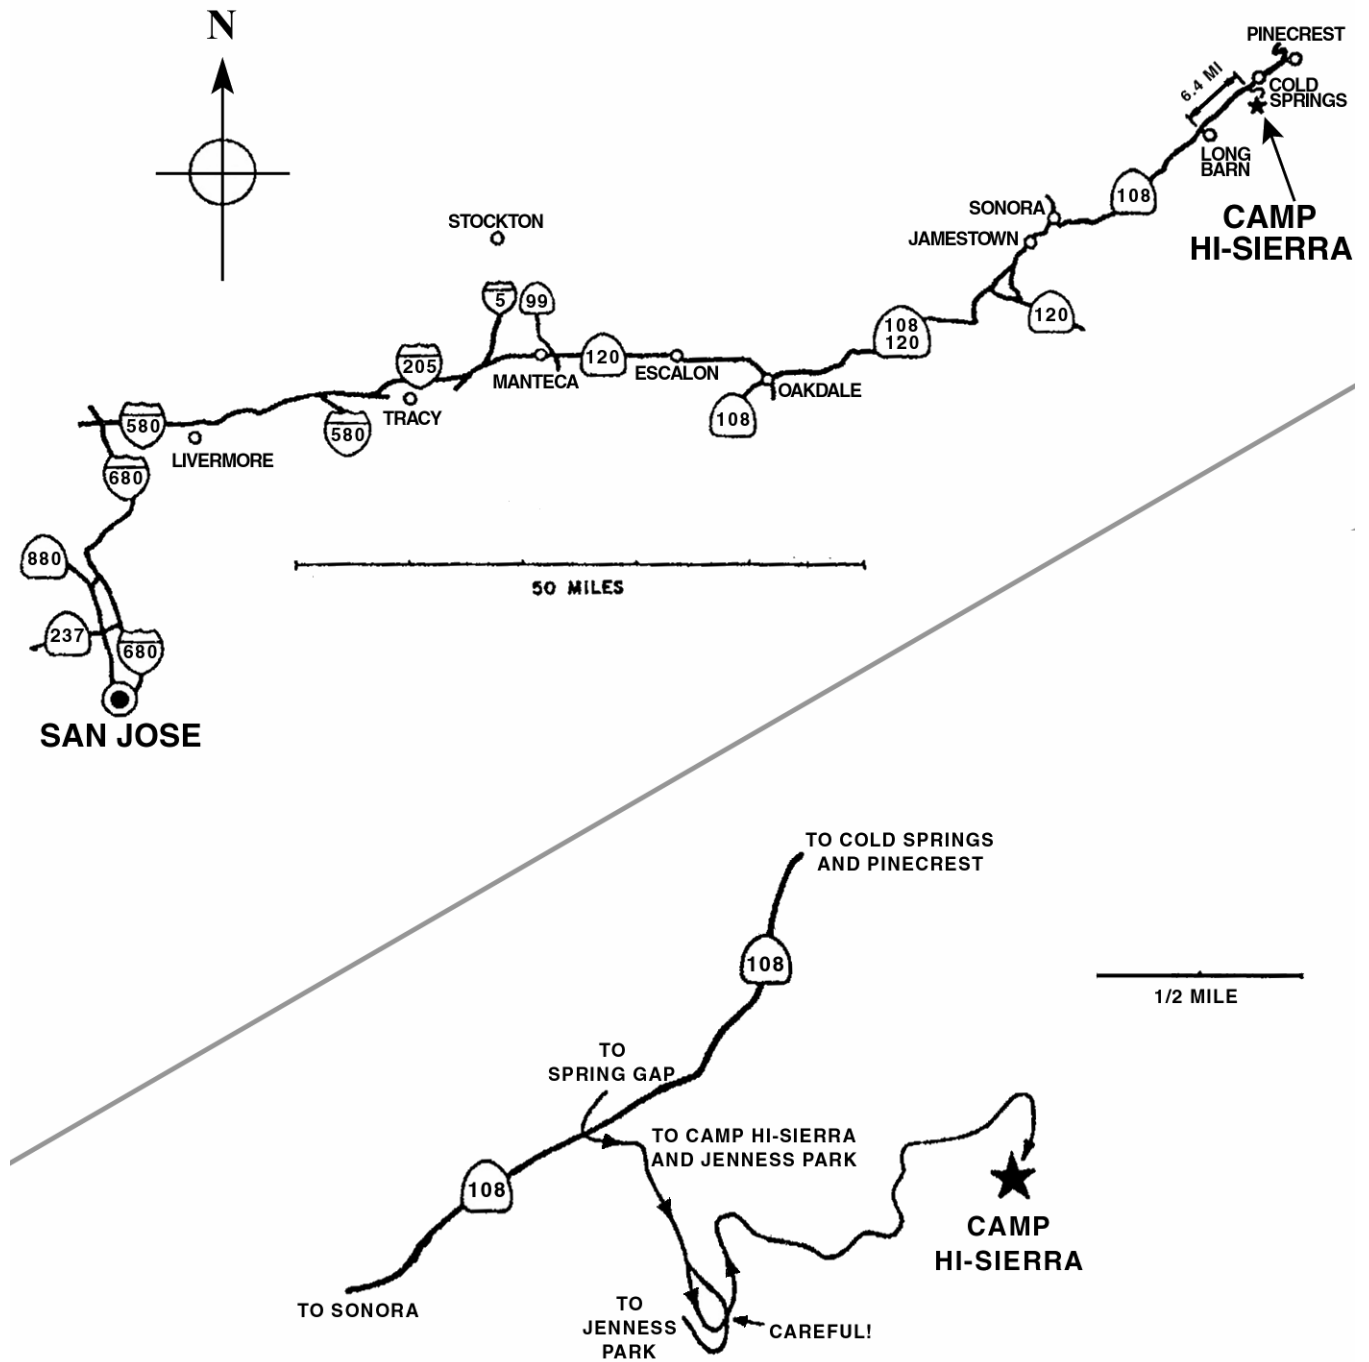 N
PINECREST
6.4 MI
COLD
SPRINGS
LONG
BARN
108
CAMP
HI-SIERRA
SONORA
JAMESTOWN
STOCKTON
5
99
108
120
120
205
MANTECA
120
ESCALON
OAKDALE
108
TRACY
580
580
LIVERMORE
680
880
50 MILES
237
680
SAN JOSE
TO COLD SPRINGS
AND PINECREST
108
1/2 MILE
TO
SPRING GAP
TO CAMP HI-SIERRA
AND JENNESS PARK
108
CAMP
HI-SIERRA
TO SONORA
TO
JENNESS
PARK
CAREFUL!